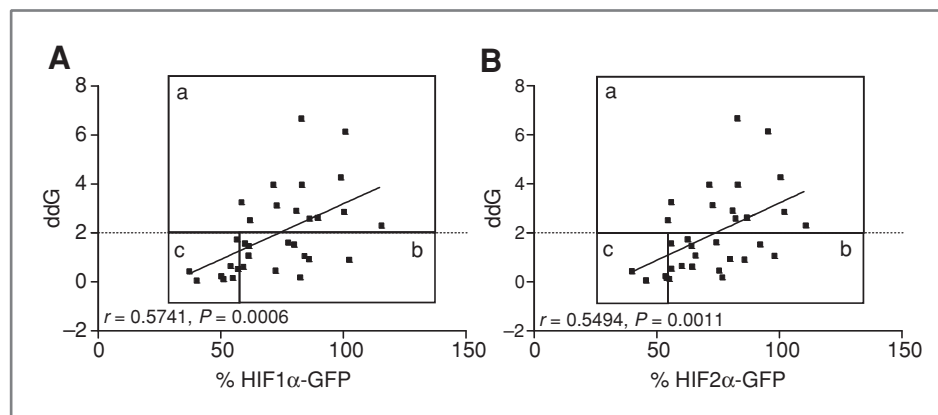 A
8
6
4
2
0
−2
ddG
a
c
b
r = 0.5741, P = 0.0006
0
50
100
150
% HIF1α-GFP
B
8
6
4
2
0
−2
ddG
a
c
b
r = 0.5494, P = 0.0011
0
50
100
150
% HIF2α-GFP